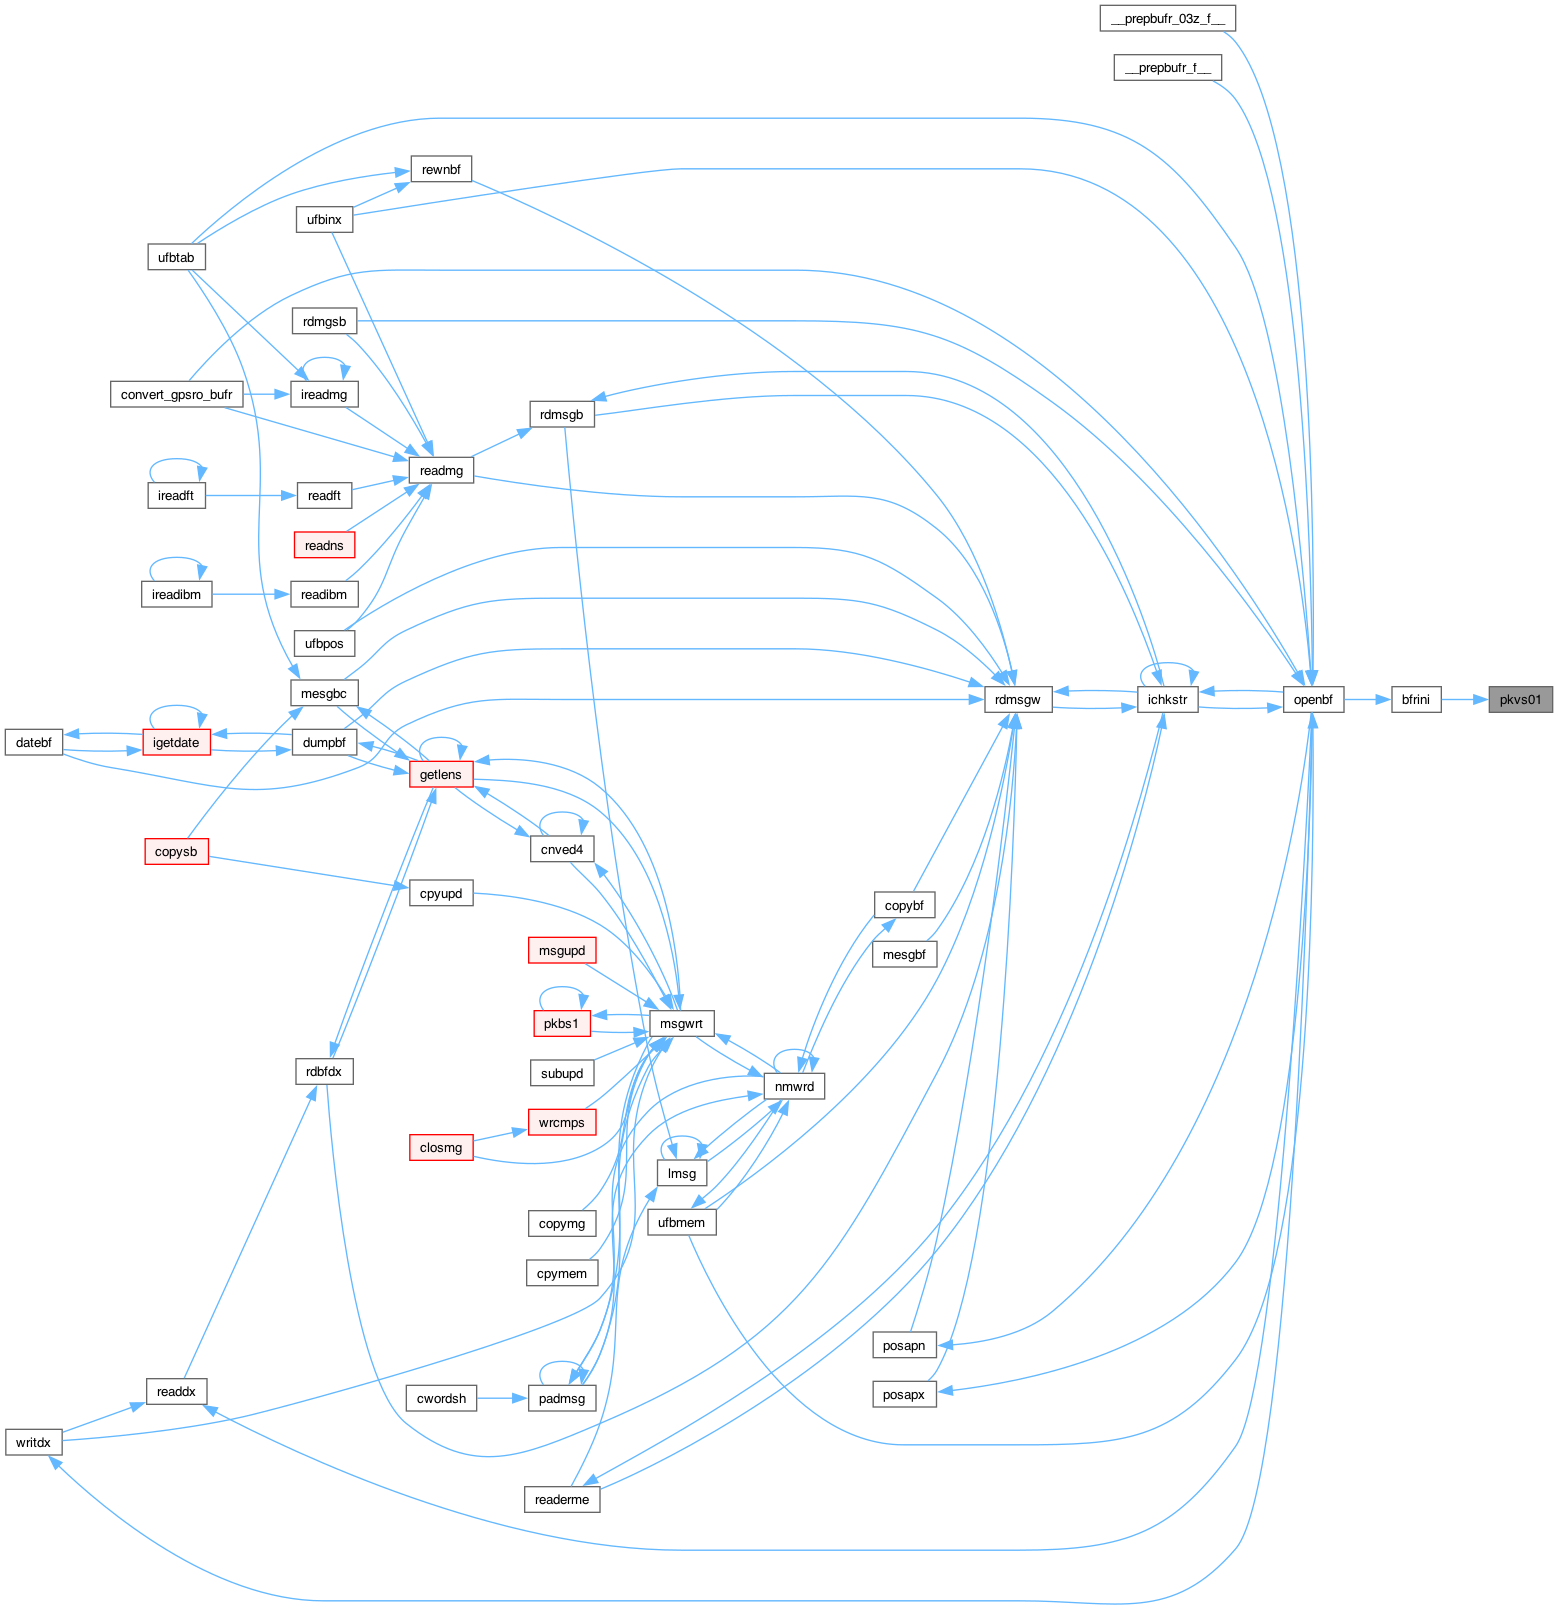 __prepbufr_03z_f__
__prepbufr_f__
rewnbf
ufbinx
ufbtab
rdmgsb
convert_gpsro_bufr
ireadmg
rdmsgb
readmg
ireadft
readft
readns
ireadibm
readibm
ufbpos
mesgbc
rdmsgw
ichkstr
openbf
bfrini
pkvs01
datebf
igetdate
dumpbf
getlens
copysb
cnved4
cpyupd
copybf
msgupd
mesgbf
pkbs1
msgwrt
rdbfdx
subupd
nmwrd
wrcmps
closmg
lmsg
copymg
ufbmem
cpymem
posapn
readdx
cwordsh
padmsg
posapx
writdx
readerme